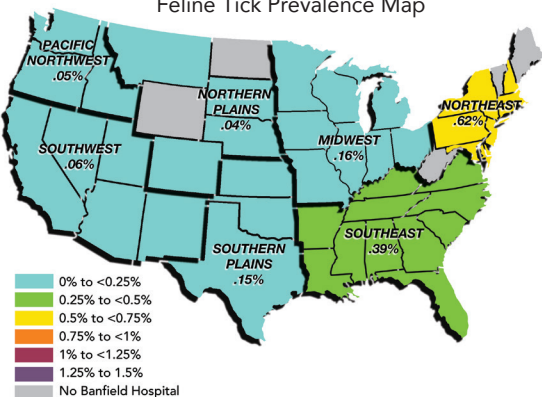 Feline Tick Prevalence Map
PACIFIC
NORTHWEST
.05%
NORTHERN
PLAINS
.04%
NORTHEAST
.62%
SOUTHWEST
.06%
MIDWEST
.16%
SOUTHEAST
.39%
SOUTHERN
PLAINS
.15%
0% to <0.25%
0.25% to <0.5%
0.5% to <0.75%
0.75% to <1%
1% to <1.25%
1.25% to 1.5%
No Banfield Hospital